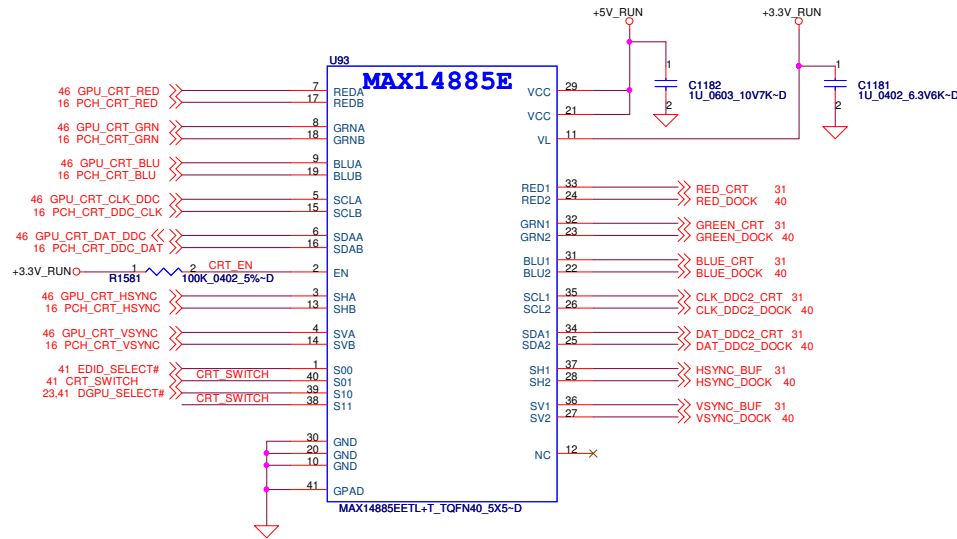 +5V_RUN
+3.3V_RUN
U93
MAX14885E
1
C1182
1U_0603_10V7K~D
2
1
C1181
1U_0402_6.3V6K~D
2
46 GPU_CRT_RED 7 REDA
16 PCH_CRT_RED 17 REDB
46 GPU_CRT_GRN 8 GRNA
16 PCH_CRT_GRN 18 GRNB
46 GPU_CRT_BLU 9 BLUA
16 PCH_CRT_BLU 19 BLUB
46 GPU_CRT_CLK_DDC 5 SCLA
16 PCH_CRT_DDC_CLK 15 SCLB
46 GPU_CRT_DAT_DDC 6 SDAA
16 PCH_CRT_DDC_DAT 16 SDAB
+3.3V_RUN 1 2 CRT_EN 2 EN
R1581 100K_0402_5%~D
46 GPU_CRT_HSYNC 3 SHA
16 PCH_CRT_HSYNC 13 SHB
46 GPU_CRT_VSYNC 4 SVA
16 PCH_CRT_VSYNC 14 SVB
41 EDID_SELECT# 1 S00
41 CRT_SWITCH CRT_SWITCH 40 S01
23,41 DGPU_SELECT# 39 S10
CRT_SWITCH 38 S11
30 GND
20 GND
10 GND
41 GPAD
VCC 29
VCC 21
VL 11
RED1 33 RED_CRT 31
RED2 24 RED_DOCK 40
GRN1 32 GREEN_CRT 31
GRN2 23 GREEN_DOCK 40
BLU1 31 BLUE_CRT 31
BLU2 22 BLUE_DOCK 40
SCL1 35 CLK_DDC2_CRT 31
SCL2 26 CLK_DDC2_DOCK 40
SDA1 34 DAT_DDC2_CRT 31
SDA2 25 DAT_DDC2_DOCK 40
SH1 37 HSYNC_BUF 31
SH2 28 HSYNC_DOCK 40
SV1 36 VSYNC_BUF 31
SV2 27 VSYNC_DOCK 40
NC 12
MAX14885EETL+T_TQFN40_5X5~D